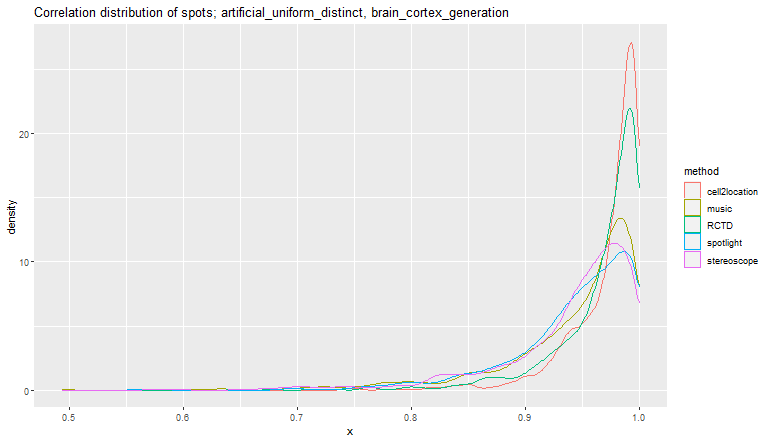 Correlation distribution of spots; artificial_uniform_distinct, brain_cortex_generation
density
20
10
0
0.5 0.6 0.7 0.8 0.9 1.0
x
method
cell2location
music
RCTD
spotlight
stereoscope